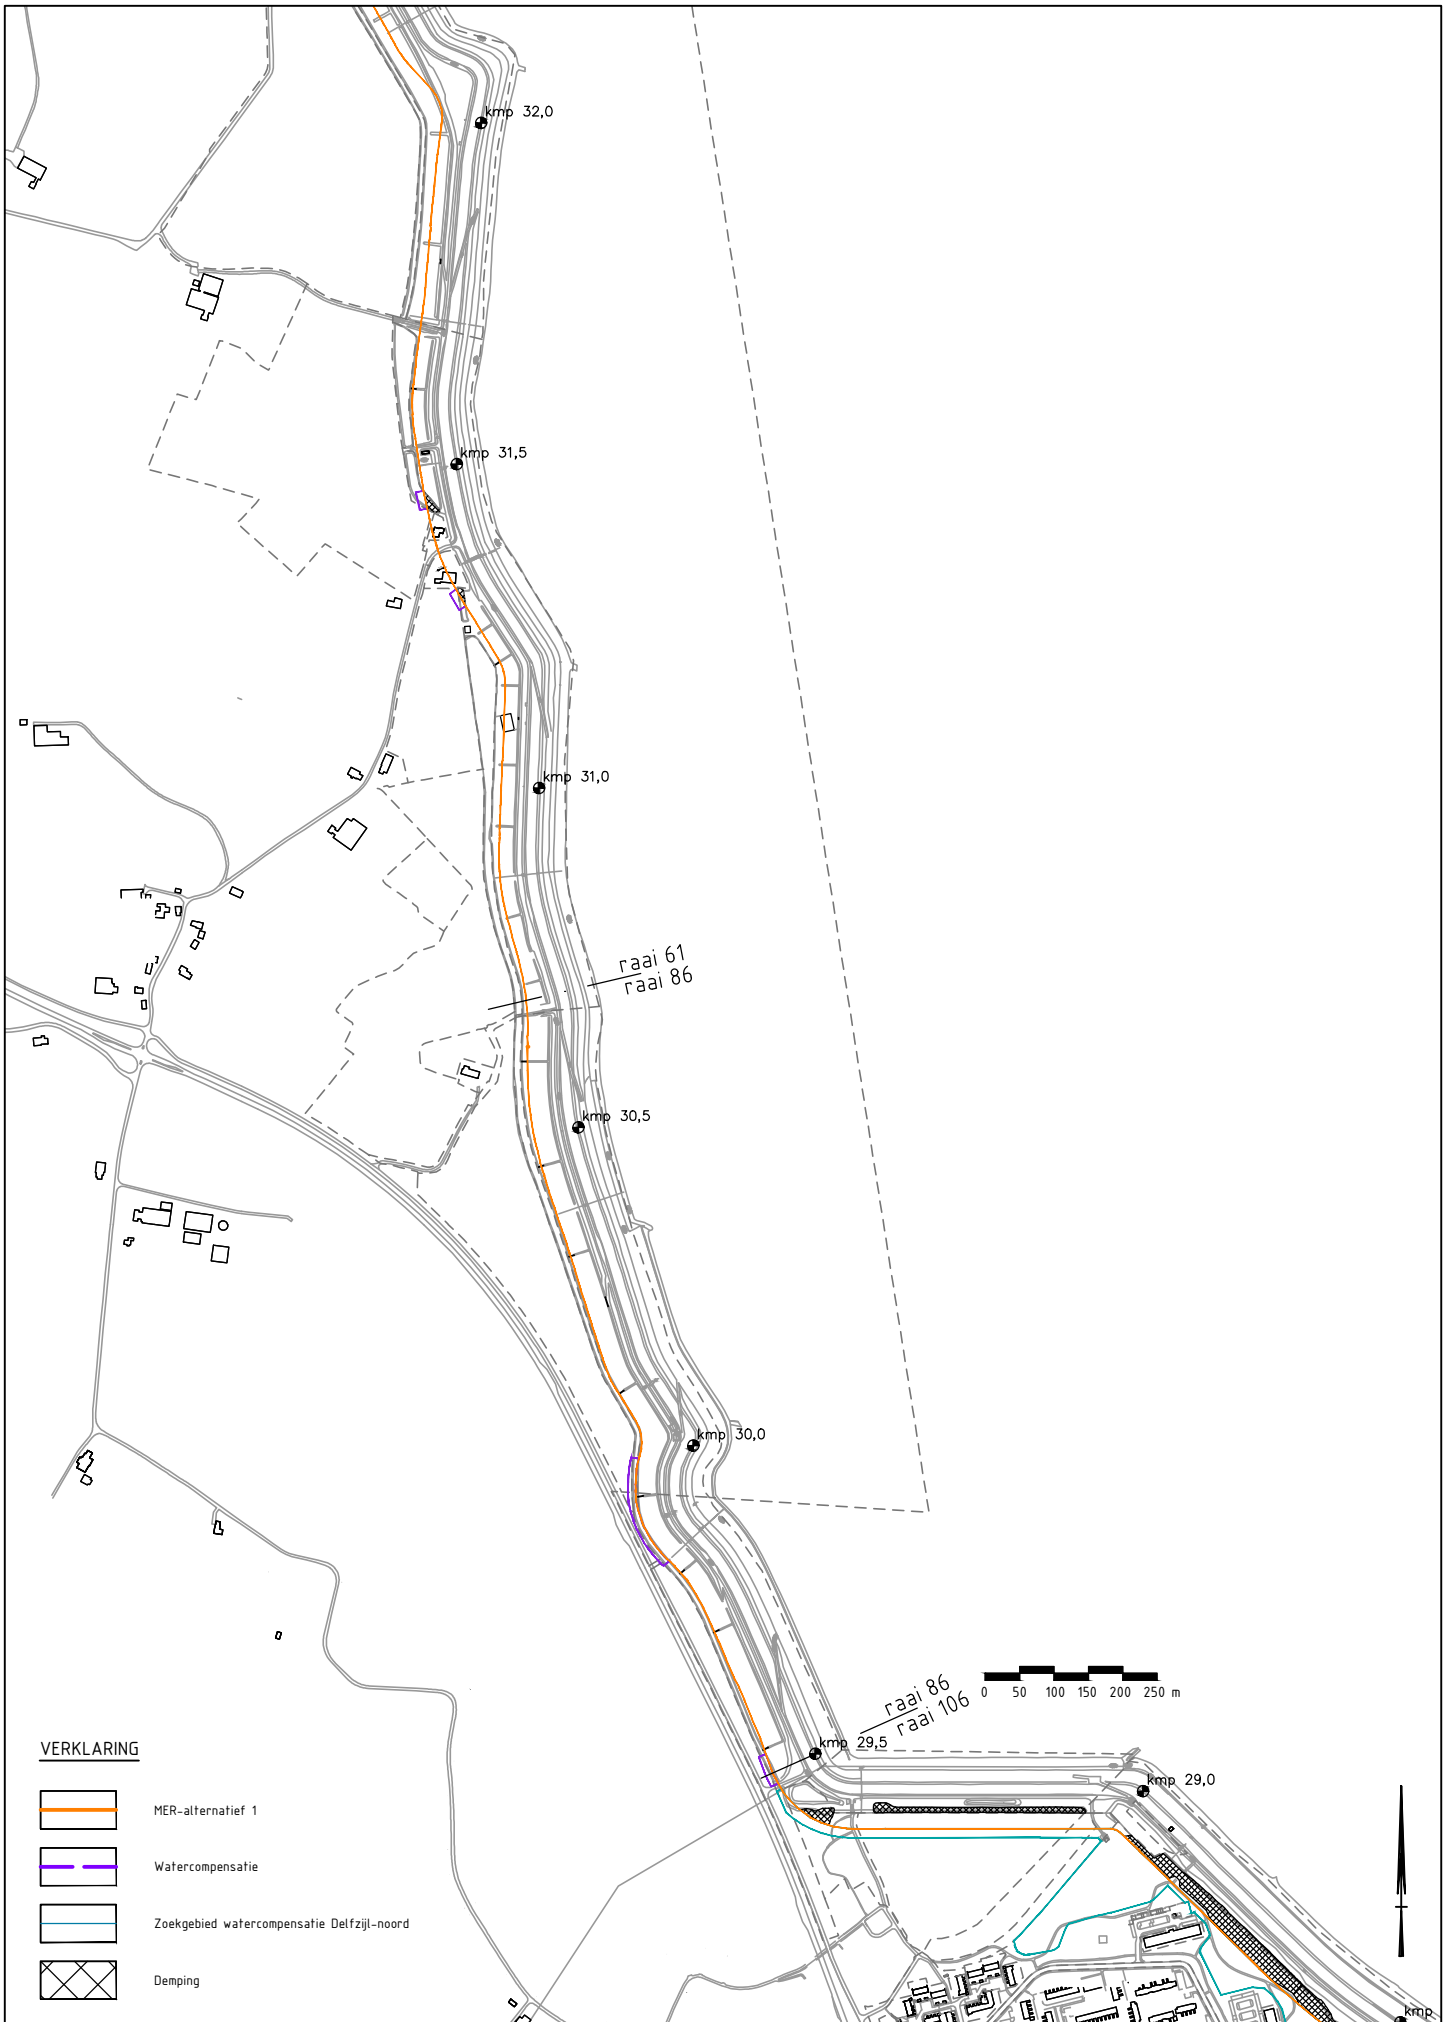 kmp 32,0
kmp 31,5
kmp 31,0
raai 61
raai 86
kmp 30,5
kmp 30,0
raai 86
raai 106
0 50 100 150 200 250 m
kmp 29,5
kmp 29,0
VERKLARING
MER-alternatief 1
Watercompensatie
Zoekgebied watercompensatie Delfzijl-noord
Demping
kmp